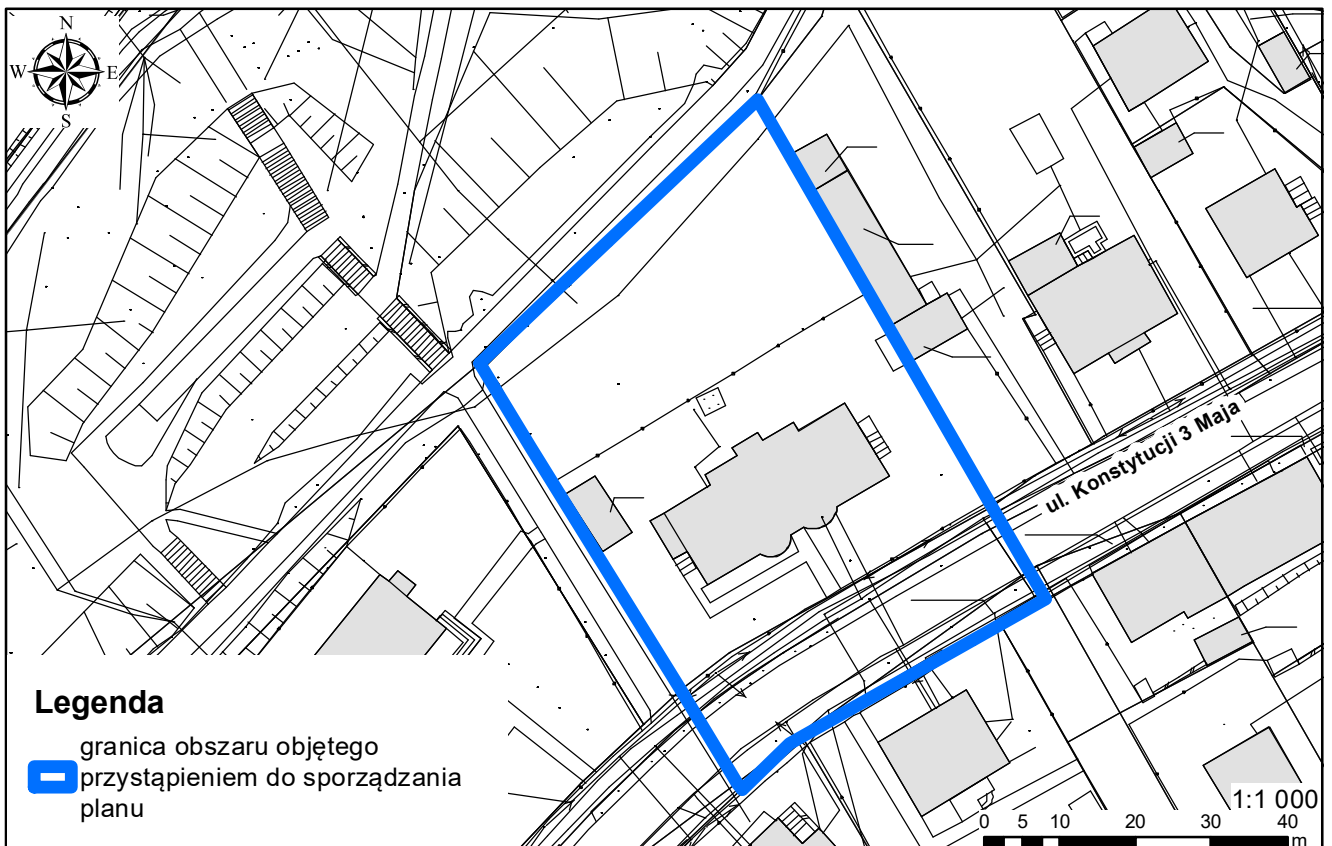 N
W E
S
ul. Konstytucji 3 Maja
Legenda
granica obszaru objętego
przystąpieniem do sporządzania
planu
1:1 000
0 5 10 20 30 40
m